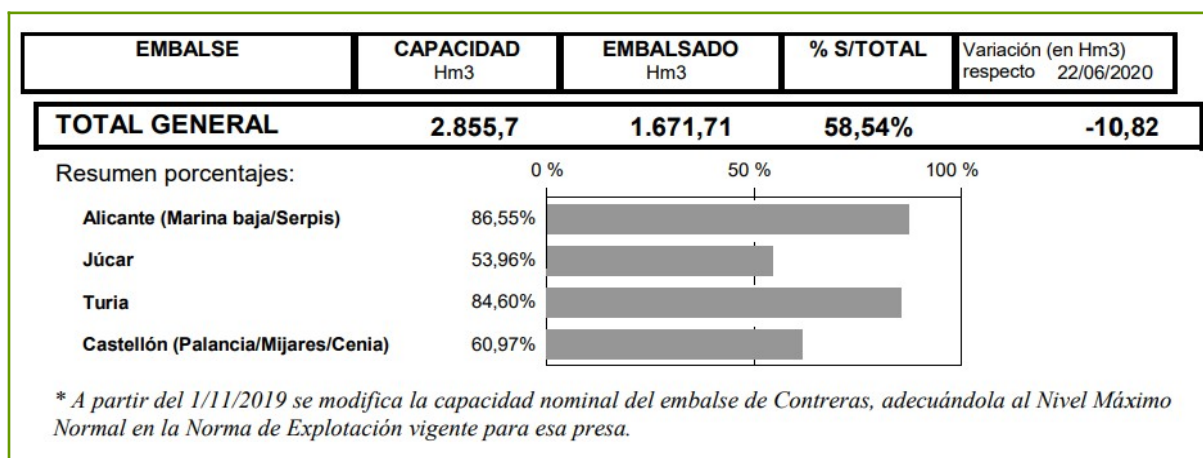 EMBALSE CAPACIDAD EMBALSADO % S/TOTAL Variación (en Hm3)
Hm3 Hm3 respecto 22/06/2020
TOTAL GENERAL 2.855,7 1.671,71 58,54% -10,82
Resumen porcentajes: 0 % 50 % 100 %
Alicante (Marina baja/Serpis) 86,55%
Júcar 53,96%
Turia 84,60%
Castellón (Palancia/Mijares/Cenia) 60,97%
* A partir del 1/11/2019 se modifica la capacidad nominal del embalse de Contreras, adecuándola al Nivel Máximo
Normal en la Norma de Explotación vigente para esa presa.